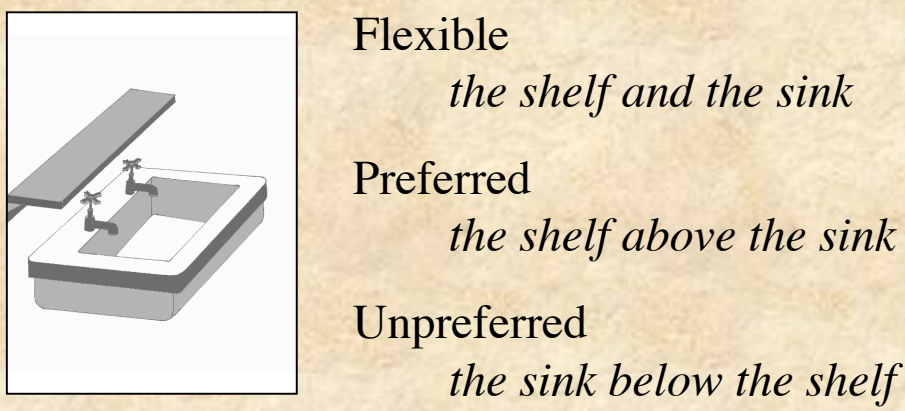 Flexible
the shelf and the sink
Preferred
the shelf above the sink
Unpreferred
the sink below the shelf